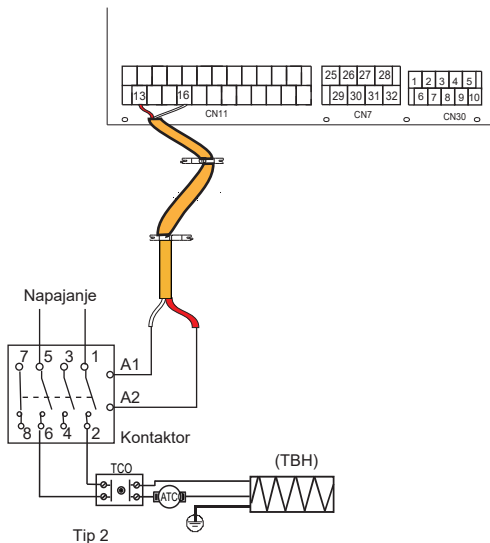 25 26 27 28
1 2 3 4 5
13 16
29 30 31 32
6 7 8 9 10
CN11
CN7
CN30
Napajanje
7 5 3 1
A1
A2
8 6 4 2
Kontaktor
TCO
(TBH)
ATCO
Tip 2